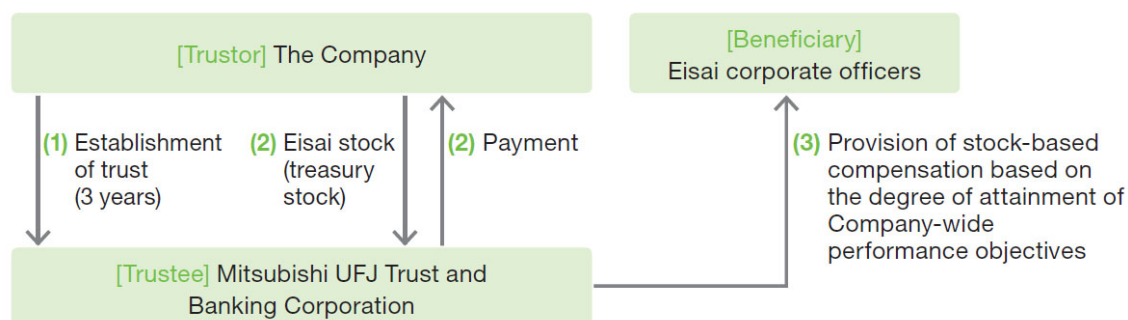 [Trustor] The Company
[Beneficiary]
Eisai corporate officers
(1) Establishment
of trust
(3 years)
(2) Eisai stock
(treasury
stock)
(2) Payment
(3) Provision of stock-based
compensation based on
the degree of attainment of
Company-wide
performance objectives
[Trustee] Mitsubishi UFJ Trust and
Banking Corporation